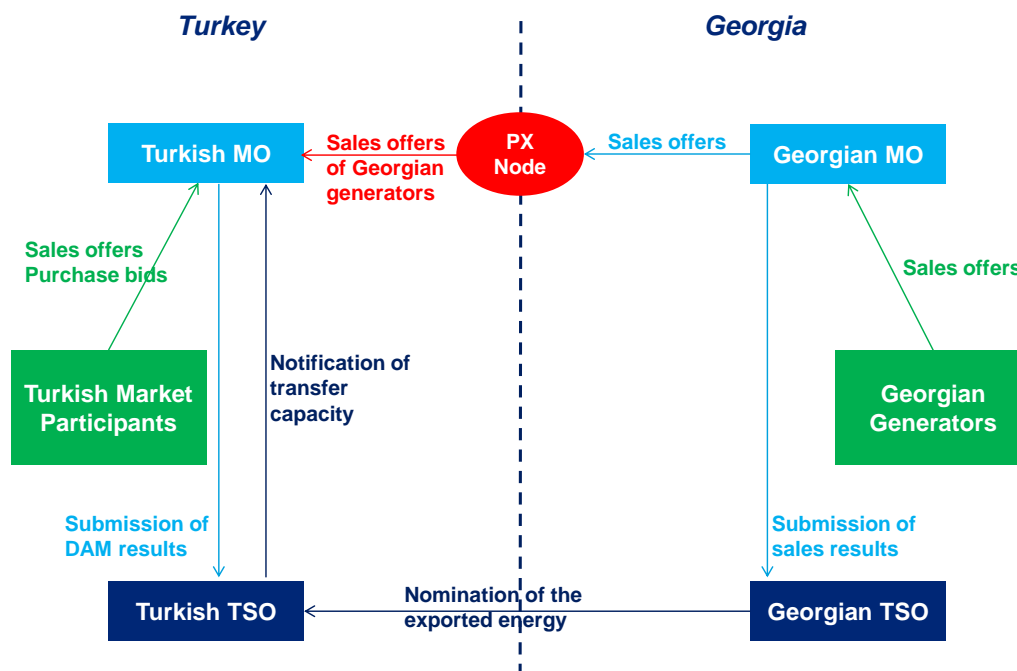 Turkey
Georgia
Turkish MO
Sales offers
of Georgian
generators
PX
Node
Sales offers
Georgian MO
Sales offers
Purchase bids
Sales offers
Turkish Market
Participants
Notification of
transfer
capacity
Georgian
Generators
Submission of
DAM results
Submission of
sales results
Turkish TSO
Nomination of the
exported energy
Georgian TSO